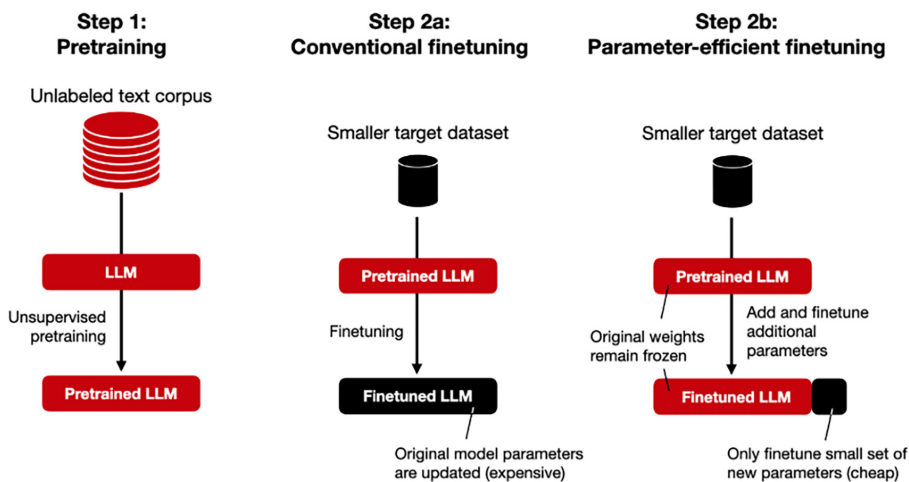 Step 1:
Pretraining
Unlabeled text corpus
LLM
Unsupervised
pretraining
Pretrained LLM
Step 2a:
Conventional finetuning
Smaller target dataset
Pretrained LLM
Finetuning
Finetuned LLM
Original model parameters
are updated (expensive)
Step 2b:
Parameter-efficient finetuning
Smaller target dataset
Pretrained LLM
Original weights
remain frozen
Add and finetune
additional
parameters
Finetuned LLM
Only finetune small set of
new parameters (cheap)